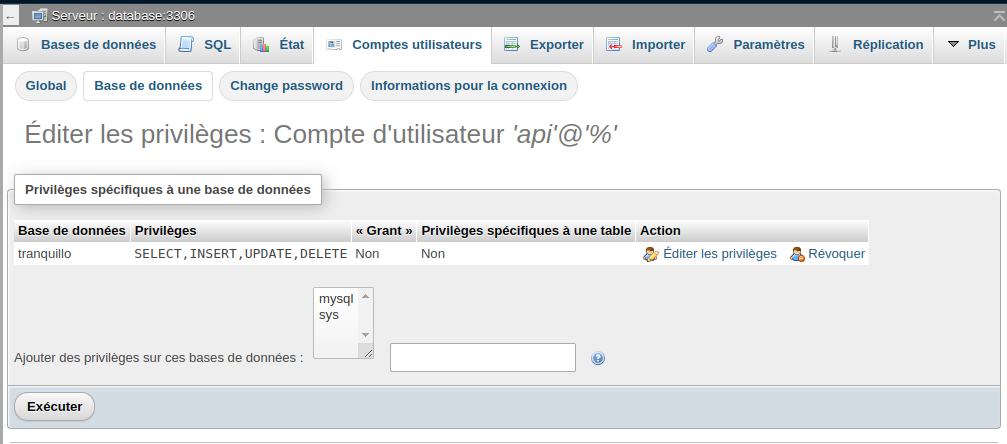 Serveur : database:3306
Bases de données SQL État Comptes utilisateurs Exporter Importer Paramètres Réplication Plus
Global Base de données Change password Informations pour la connexion
Éditer les privilèges : Compte d'utilisateur 'api'@'%'
Privilèges spécifiques à une base de données
Base de données Privilèges « Grant » Privilèges spécifiques à une table Action
tranquillo SELECT,INSERT,UPDATE,DELETE Non Non Éditer les privilèges Révoquer
mysql
sys
Ajouter des privilèges sur ces bases de données :
Exécuter